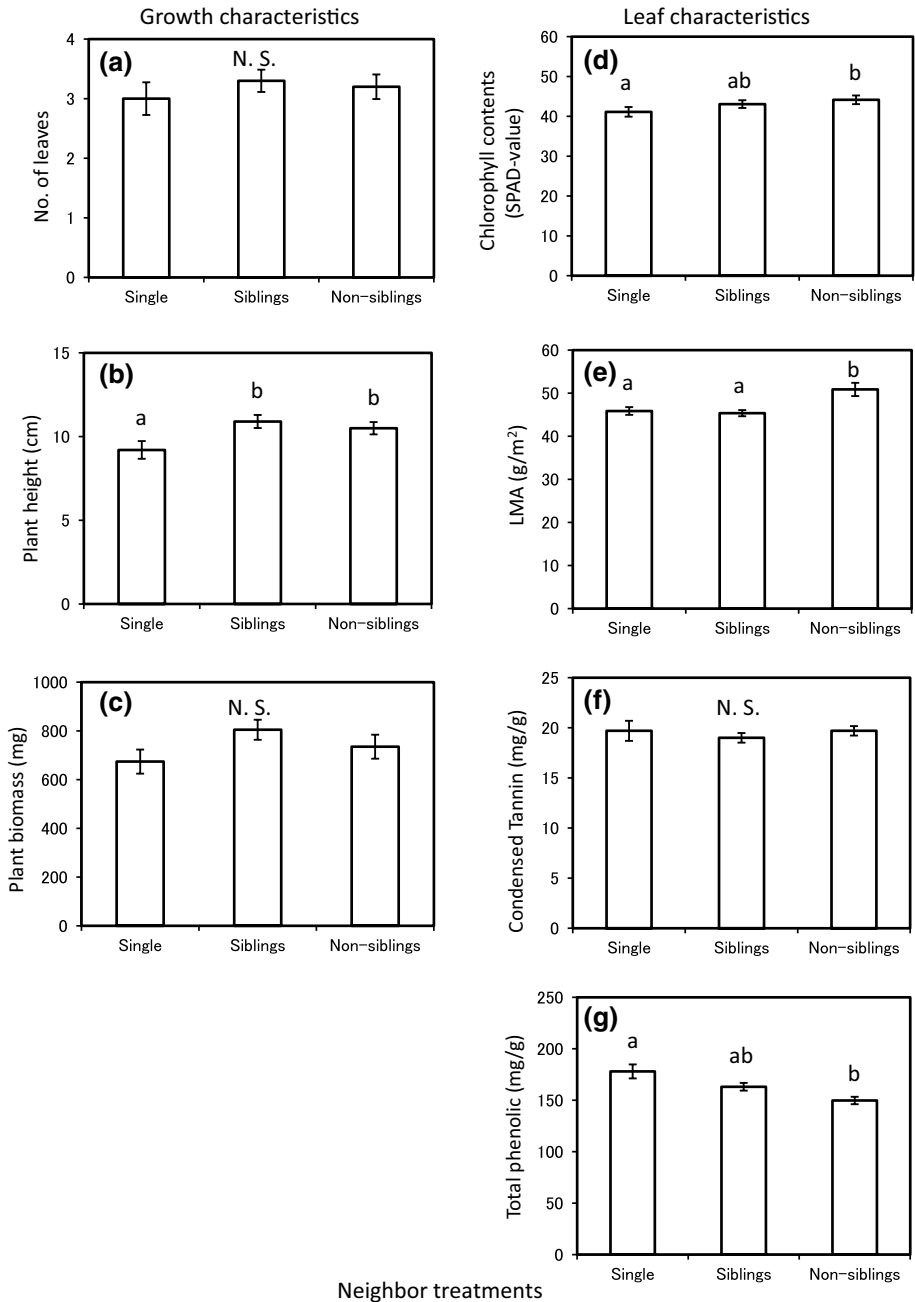 Growth characteristics
(a)
N. S.
No. of leaves
4
3
2
1
0
Single Siblings Non-siblings
(b)
a b b
Plant height (cm)
15
10
5
0
Single Siblings Non-siblings
(c)
N. S.
Plant biomass (mg)
1000
800
600
400
200
0
Single Siblings Non-siblings
Leaf characteristics
(d)
a ab b
Chlorophyll contents
(SPAD-value)
60
50
40
30
20
10
0
Single Siblings Non-siblings
(e)
a a b
LMA (g/m²)
60
50
40
30
20
10
0
Single Siblings Non-siblings
(f)
N. S.
Condensed Tannin (mg/g)
25
20
15
10
5
0
Single Siblings Non-siblings
(g)
a ab b
Total phenolic (mg/g)
250
200
150
100
50
0
Single Siblings Non-siblings
Neighbor treatments